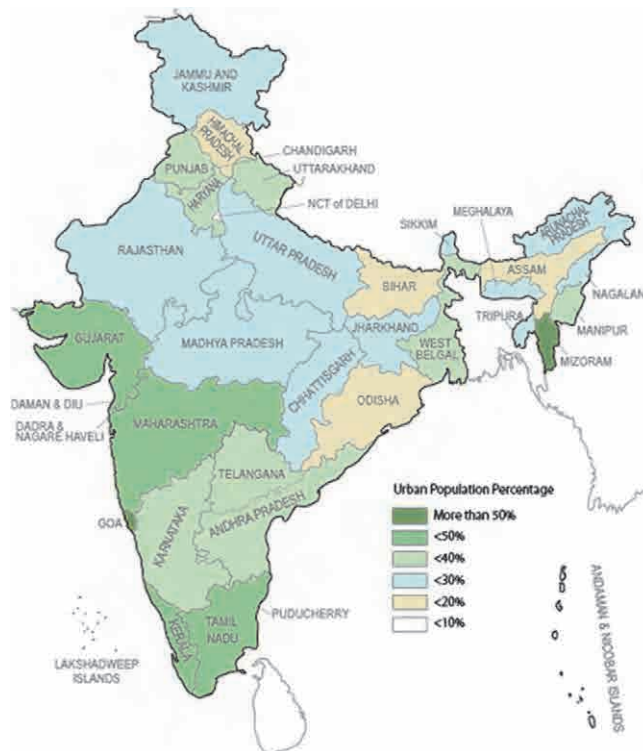 JAMMU AND
KASHMIR
HIMACHAL
PRADESH
CHANDIGARH
PUNJAS
UTTARAKHAND
HARYANA
NCT of DELHI
SIKKIM
MEGHALAYA
ARUNACHAL
PRADESH
RAJASTHAN
UTTAR PRADESH
ASSAM
BIHAR
NAGALAN
TRIPURA
MANIPUR
GUJARAT
MADHYA PRADESH
JHARKHAND
WEST
BELGAL
MIZORAM
CHHATTISGARH
DAMAN & DIU
DADRA &
NAGARE HAVELI
MAHARASHTRA
ODISHA
TELANGANA
GOA
KARNATAKA
ANDHRA PRADESH
Urban Population Percentage
More than 50%
<50%
<40%
<30%
<20%
<10%
PUDUCHERRY
KERALA
TAMIL
NADU
LAKSHADWEEP
ISLANDS
ANDAMAN & NICOBAR ISLANDS